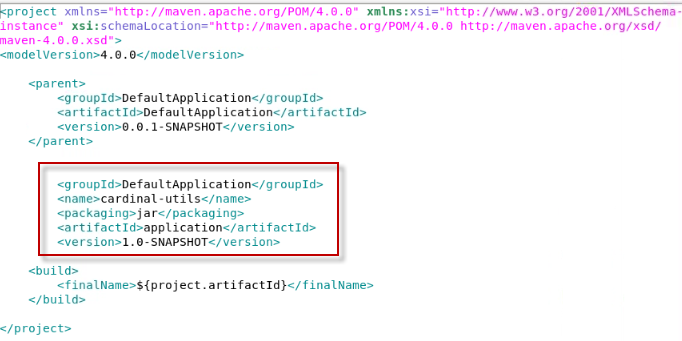 <project xmlns="http://maven.apache.org/POM/4.0.0" xmlns:xsi="http://www.w3.org/2001/XMLSchema-
instance" xsi:schemaLocation="http://maven.apache.org/POM/4.0.0 http://maven.apache.org/xsd/
maven-4.0.0.xsd">
<modelVersion>4.0.0</modelVersion>
<parent>
<groupId>DefaultApplication</groupId>
<artifactId>DefaultApplication</artifactId>
<version>0.0.1-SNAPSHOT</version>
</parent>
<groupId>DefaultApplication</groupId>
<name>cardinal-utils</name>
<packaging>jar</packaging>
<artifactId>application</artifactId>
<version>1.0-SNAPSHOT</version>
<build>
<finalName>${project.artifactId}</finalName>
</build>
</project>